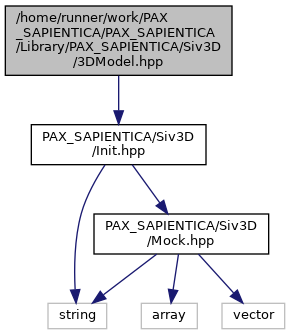 /home/runner/work/PAX
_SAPIENTICA/PAX_SAPIENTICA
/Library/PAX_SAPIENTICA/Siv3D
/3DModel.hpp
PAX_SAPIENTICA/Siv3D
/Init.hpp
PAX_SAPIENTICA/Siv3D
/Mock.hpp
string
array
vector